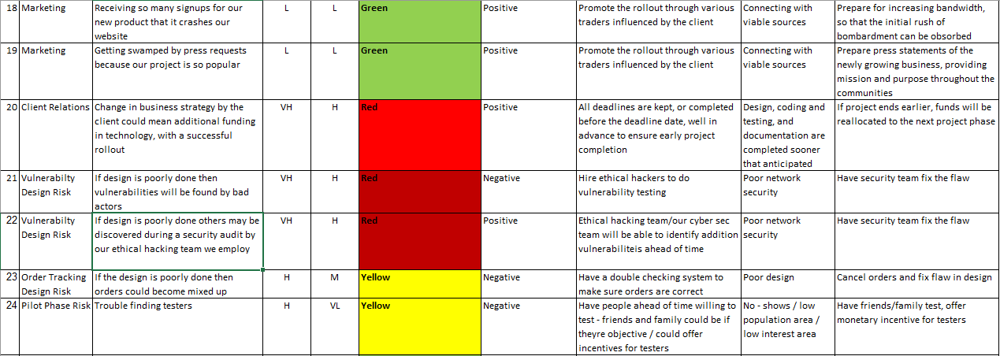 18 Marketing Receiving so many signups for our L L Green Positive Promote the rollout through various Connecting with Prepare for increasing bandwidth,
new product that it crashes our traders influenced by the client viable sources so that the initial rush of
website bombardment can be obsorbed
19 Marketing Getting swamped by press requests L L Green Positive Promote the rollout through various Connecting with Prepare press statements of the
because our project is so popular traders influenced by the client viable sources newly growing business, providing
mission and purpose throughout the
communities
20 Client Relations Change in business strategy by the VH H Red Positive All deadlines are kept, or completed Design, coding and If project ends earlier, funds will be
client could mean additional funding before the deadline date, well in testing, and reallocated to the next project phase
in technology, with a successful advance to ensure early project documentation are
rollout completion completed sooner
that anticipated
21 Vulnerabilty If design is poorly done then VH H Red Negative Hire ethical hackers to do Poor network Have security team fix the flaw
Design Risk vulnerabilities will be found by bad vulnerability testing security
actors
22 Vulnerabilty If design is poorly done others may be VH H Red Positive Ethical hacking team/our cyber sec Poor network Have security team fix the flaw
Design Risk discovered during a security audit by team will be able to identify addition security
our ethical hacking team we employ vulnerabiliteis ahead of time
23 Order Tracking If the design is poorly done then H M Yellow Negative Have a double checking system to Poor design Cancel orders and fix flaw in design
Design Risk orders could become mixed up make sure orders are correct
24 Pilot Phase Risk Trouble finding testers H VL Yellow Negative Have people ahead of time willing to No - shows / low Have friends/family test, offer
test - friends and family could be if population area / monetary incentive for testers
theyre objective / could offer low interest area
incentives for testers